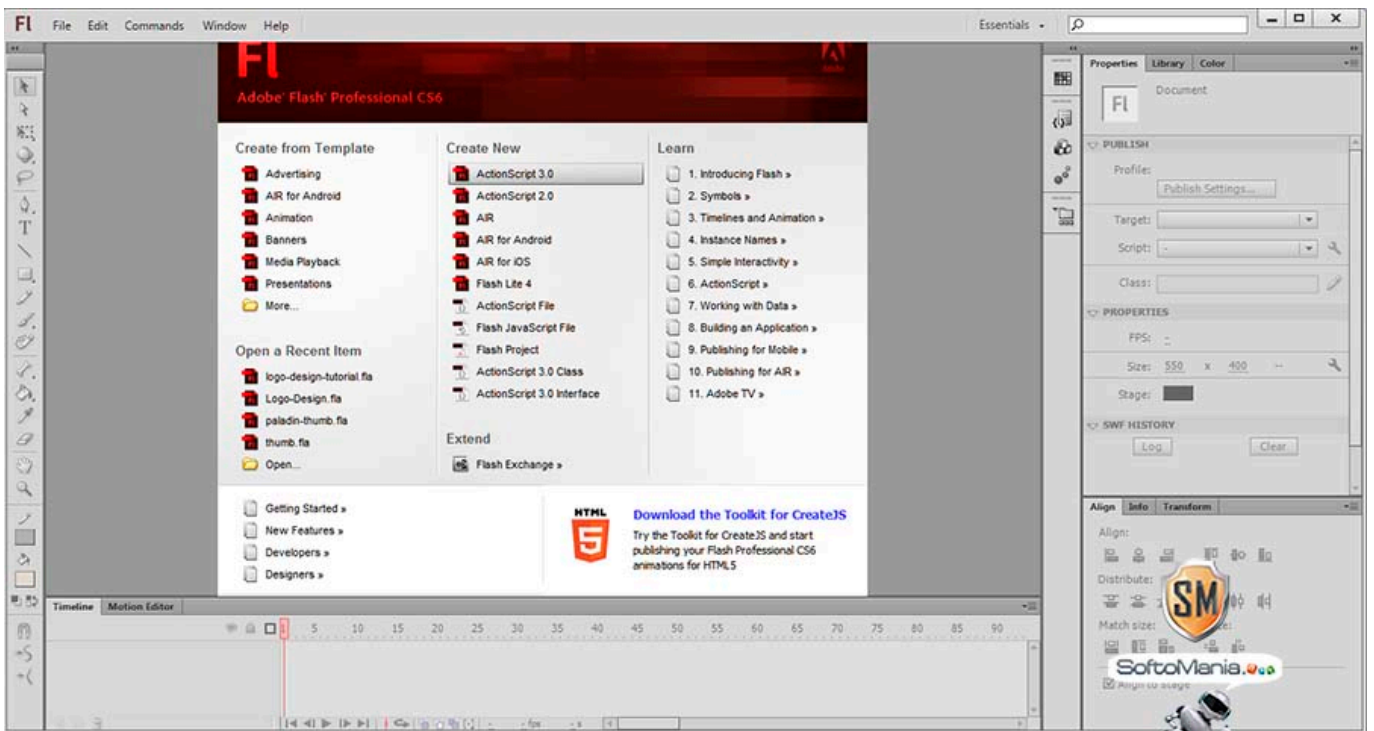 Fl File Edit Commands Window Help Essentials
Fl
Adobe® Flash® Professional CS6
Adobe
Create from Template
Advertising
AIR for Android
Animation
Banners
Media Playback
Presentations
More...
Open a Recent Item
logo-design-tutorial.fla
Logo-Design.fla
paladin-thumb.fla
thumb.fla
Open...
Create New
ActionScript 3.0
ActionScript 2.0
AIR
AIR for Android
AIR for iOS
Flash Lite 4
ActionScript File
Flash JavaScript File
Flash Project
ActionScript 3.0 Class
ActionScript 3.0 Interface
Extend
Flash Exchange »
Learn
1. Introducing Flash »
2. Symbols »
3. Timelines and Animation »
4. Instance Names »
5. Simple Interactivity »
6. ActionScript »
7. Working with Data »
8. Building an Application »
9. Publishing for Mobile »
10. Publishing for AIR »
11. Adobe TV »
Getting Started »
New Features »
Developers »
Designers »
HTML
5
Download the Toolkit for CreateJS
Try the Toolkit for CreateJS and start
publishing your Flash Professional CS6
animations for HTML5
Properties Library Color
Fl Document
PUBLISH
Profile:
Publish Settings...
Target:
Script: -
Class:
PROPERTIES
FPS: -
Size: 550 x 400 --
Stage:
SWF HISTORY
Log Clear
Align Info Transform
Align:
Distribute:
Match size:
Align to stage
SM
SoftoMania
Timeline Motion Editor
1 5 10 15 20 25 30 35 40 45 50 55 60 65 70 75 80 85 90
- - fps - s